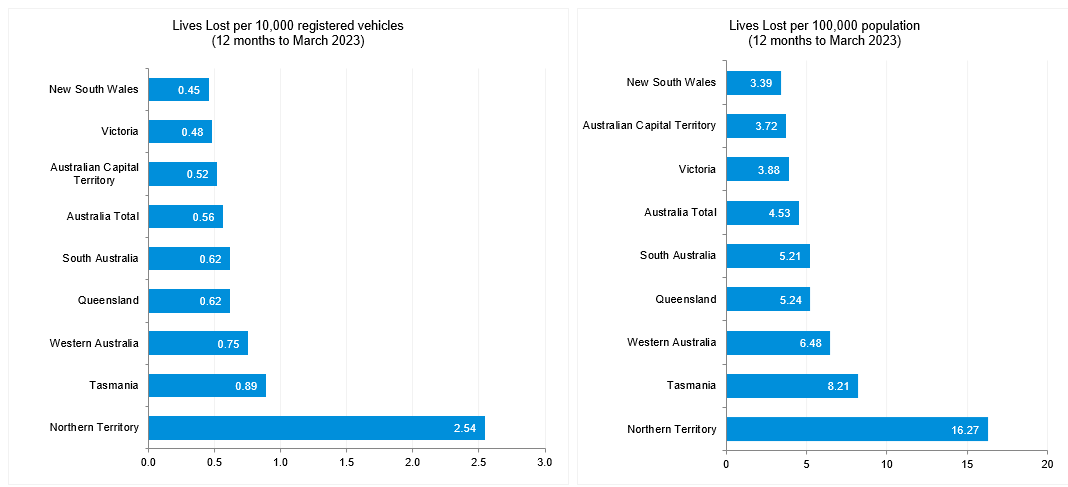 Lives Lost per 10,000 registered vehicles
(12 months to March 2023)
New South Wales
0.45
Victoria
0.48
Australian Capital
Territory
0.52
Australia Total
0.56
South Australia
0.62
Queensland
0.62
Western Australia
0.75
Tasmania
0.89
Northern Territory
2.54
0.0
0.5
1.0
1.5
2.0
2.5
3.0
Lives Lost per 100,000 population
(12 months to March 2023)
New South Wales
3.39
Australian Capital Territory
3.72
Victoria
3.88
Australia Total
4.53
South Australia
5.21
Queensland
5.24
Western Australia
6.48
Tasmania
8.21
Northern Territory
16.27
0
5
10
15
20